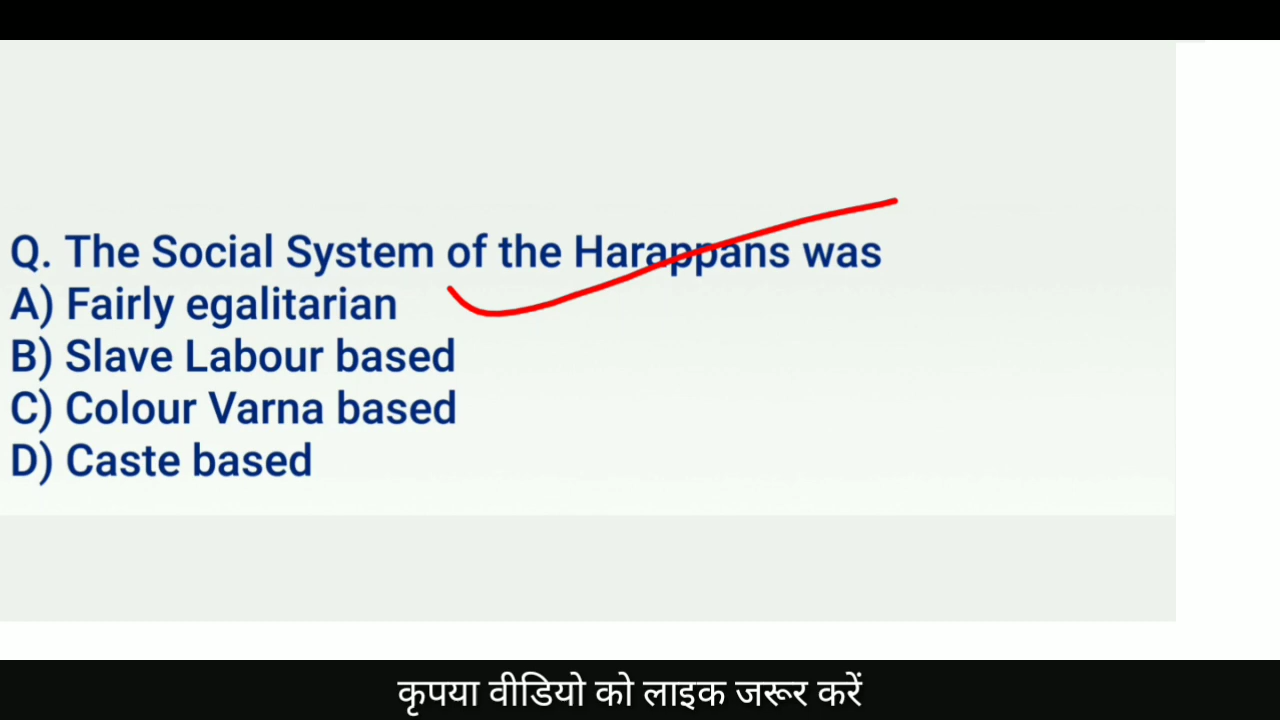 Q. The Social System of the Harappans was
A) Fairly egalitarian
B) Slave Labour based
C) Colour Varna based
D) Caste based
कृपया वीडियो को लाइक जरूर करें